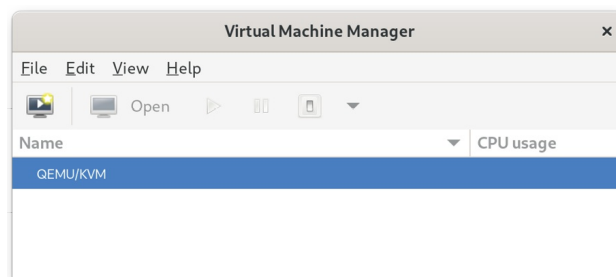 Virtual Machine Manager
File Edit View Help
Open
Name CPU usage
QEMU/KVM